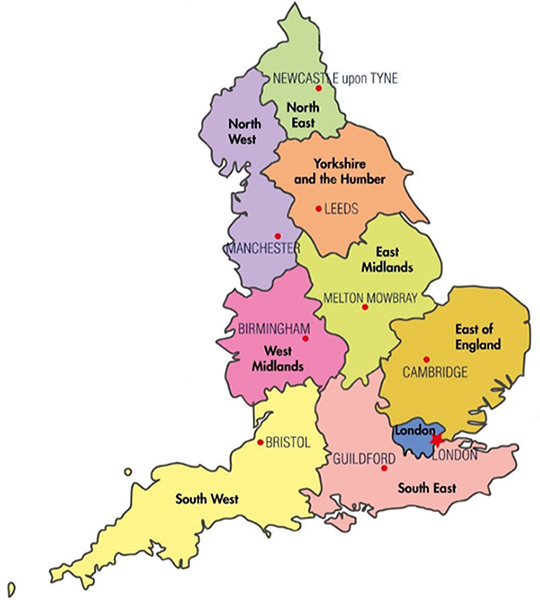 NEWCASTLE upon TYNE
North
East
North
West
Yorkshire
and the Humber
LEEDS
MANCHESTER
East
Midlands
MELTON MOWBRAY
BIRMINGHAM
West
Midlands
East of
England
CAMBRIDGE
London
LONDON
BRISTOL
GUILDFORD
South East
South West